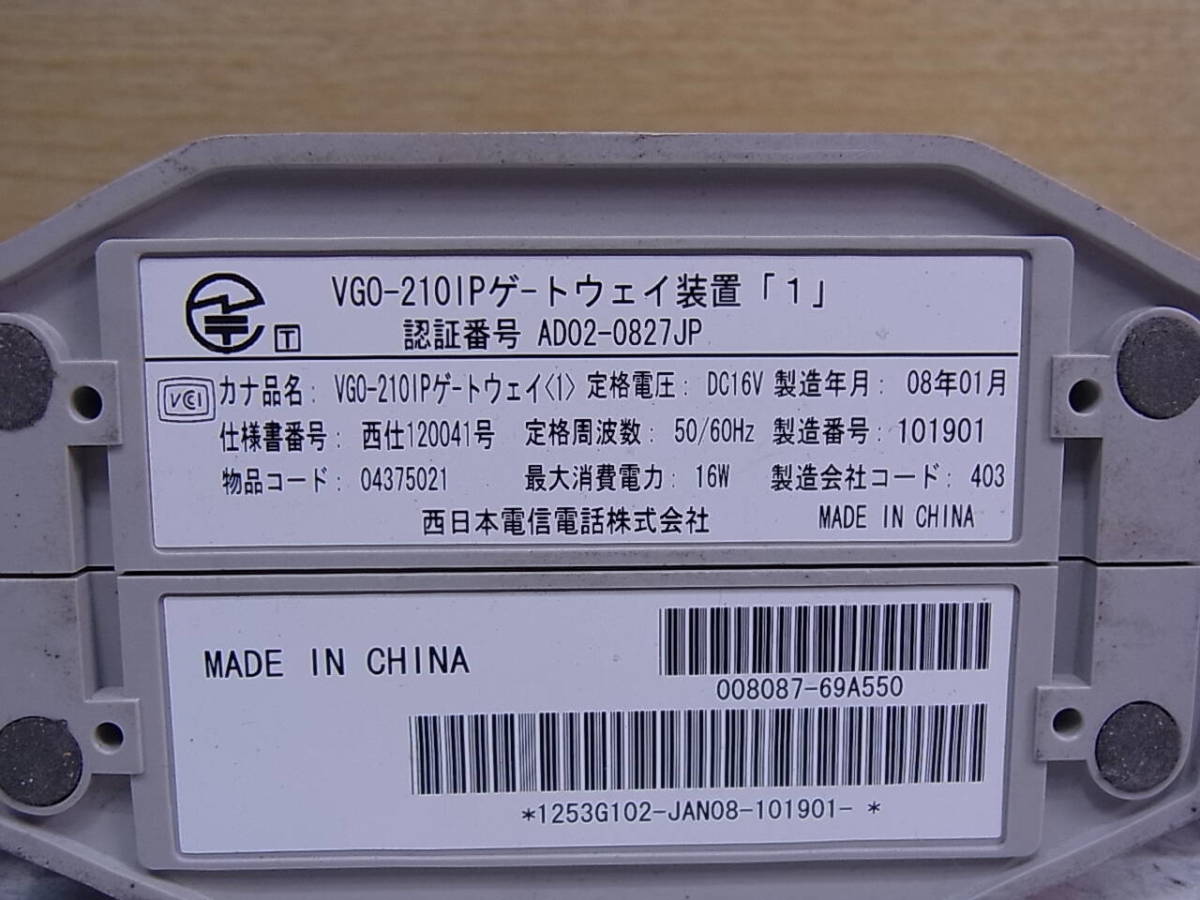 VGO-210IPゲートウェイ装置「1」
T
認証番号 AD02-0827JP
VCCI
カナ品名: VGO-210IPゲートウェイ〈1〉 定格電圧: DC16V 製造年月: 08年01月
仕様書番号: 西仕120041号 定格周波数: 50/60Hz 製造番号: 101901
物品コード: 04375021 最大消費電力: 16W 製造会社コード: 403
西日本電信電話株式会社 MADE IN CHINA
MADE IN CHINA
008087-69A550
*1253G102-JAN08-101901- *